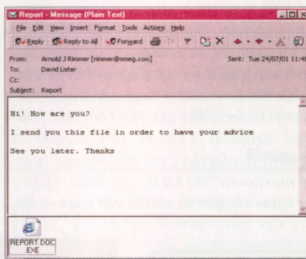 Report - Message (Plain Text)
File Edit View Insert Format Tools Actions Help
Reply Reply to All Forward
From: Arnold J Rimmer [rimmer@smeg.com] Sent: Tue 24/07/01 11:4
To: David Lister
Cc:
Subject: Report
Hi! How are you?
I send you this file in order to have your advice
See you later. Thanks
REPORT.DOC
EXE